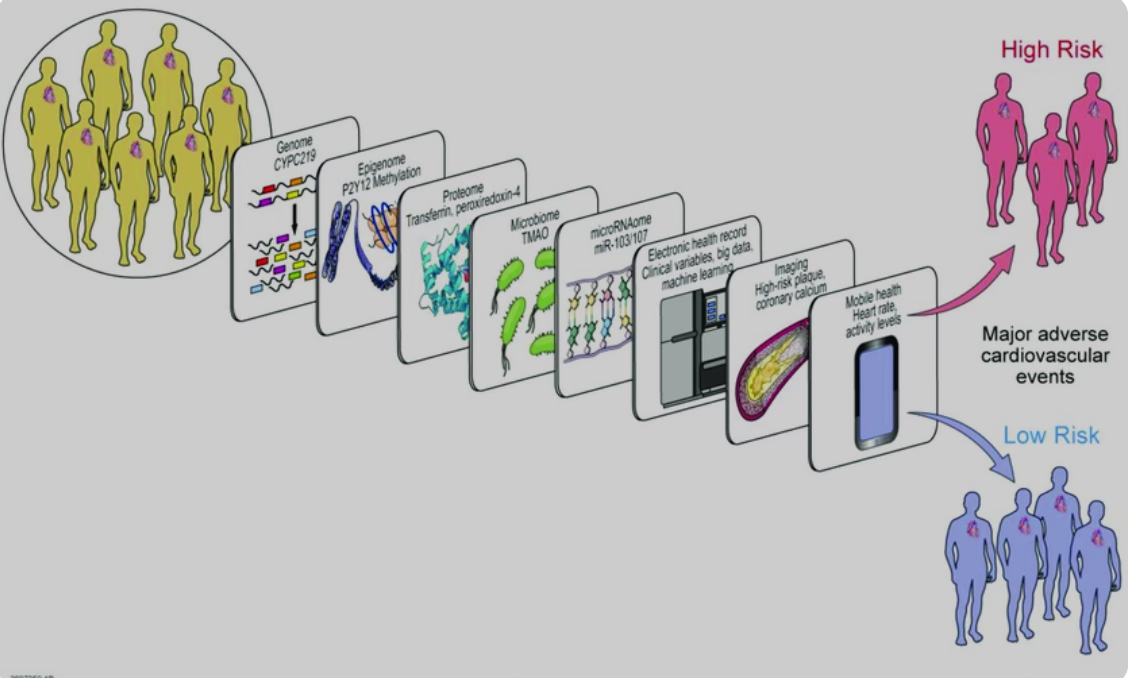 Genome
CYPC219
Epigenome
P2Y12 Methylation
Proteome
Transferrin, peroxiredoxin-4
Microbiome
TMAO
microRNAome
miR-103/107
Electronic health record
Clinical variables, big data,
machine learning
Imaging
High-risk plaque,
coronary calcium
Mobile health
Heart rate,
activity levels
High Risk
Major adverse
cardiovascular
events
Low Risk